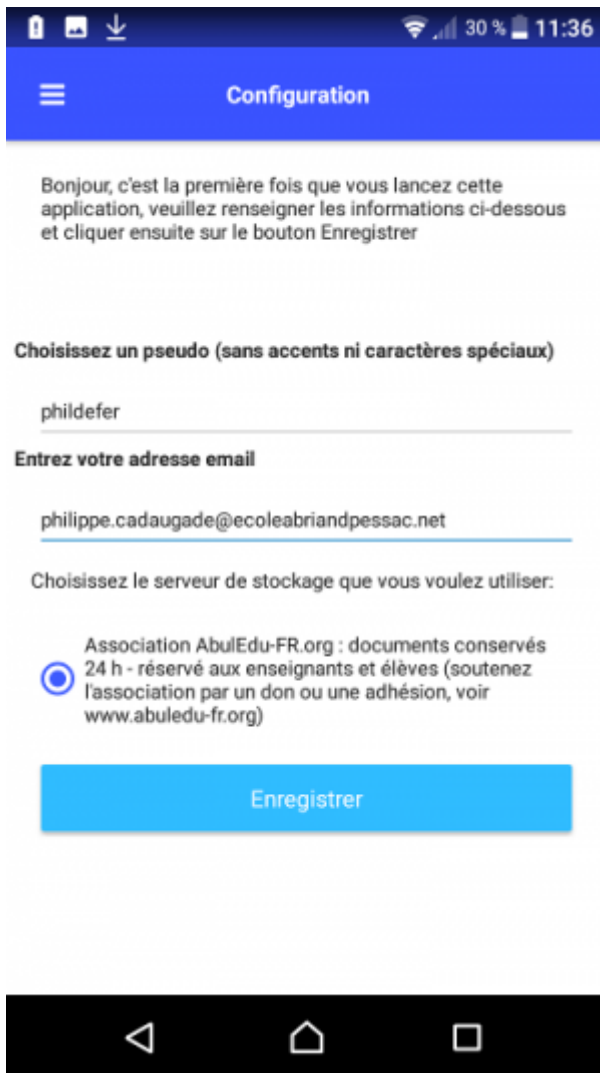 30 % 11:36
Configuration
Bonjour, c'est la première fois que vous lancez cette
application, veuillez renseigner les informations ci-dessous
et cliquer ensuite sur le bouton Enregistrer
Choisissez un pseudo (sans accents ni caractères spéciaux)
phildefer
Entrez votre adresse email
philippe.cadaugade@ecoleabriandpessac.net
Choisissez le serveur de stockage que vous voulez utiliser:
Association AbulEdu-FR.org : documents conservés
24 h - réservé aux enseignants et élèves (soutenez
l'association par un don ou une adhésion, voir
www.abuledu-fr.org)
Enregistrer